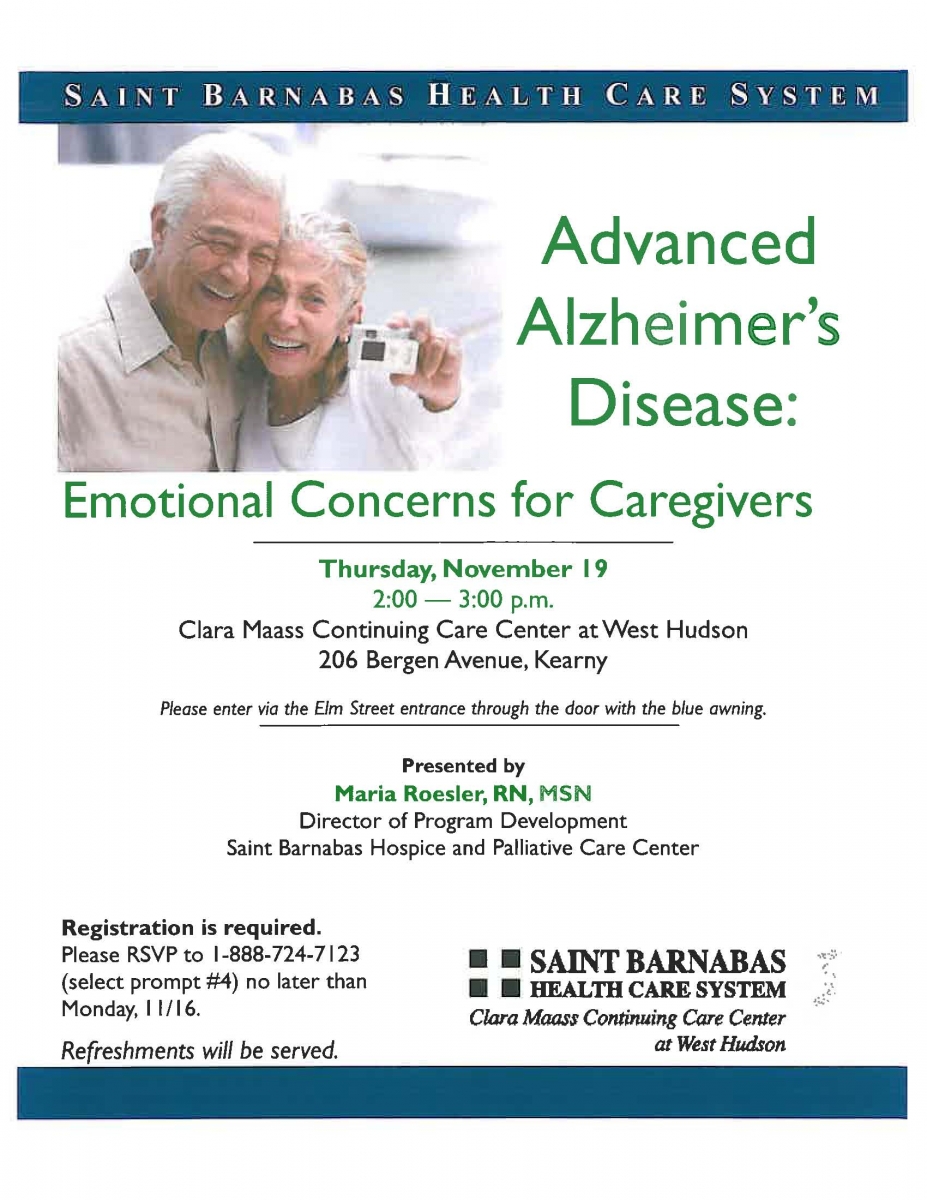 SAINT BARNABAS HEALTH CARE SYSTEM
Advanced
Alzheimer's
Disease:
Emotional Concerns for Caregivers
Thursday, November 19
2:00 — 3:00 p.m.
Clara Maass Continuing Care Center at West Hudson
206 Bergen Avenue, Kearny
Please enter via the Elm Street entrance through the door with the blue awning.
Presented by
Maria Roesler, RN, MSN
Director of Program Development
Saint Barnabas Hospice and Palliative Care Center
Registration is required.
Please RSVP to 1-888-724-7123
(select prompt #4) no later than
Monday, 11/16.
Refreshments will be served.
SAINT BARNABAS
HEALTH CARE SYSTEM
Clara Maass Continuing Care Center
at West Hudson